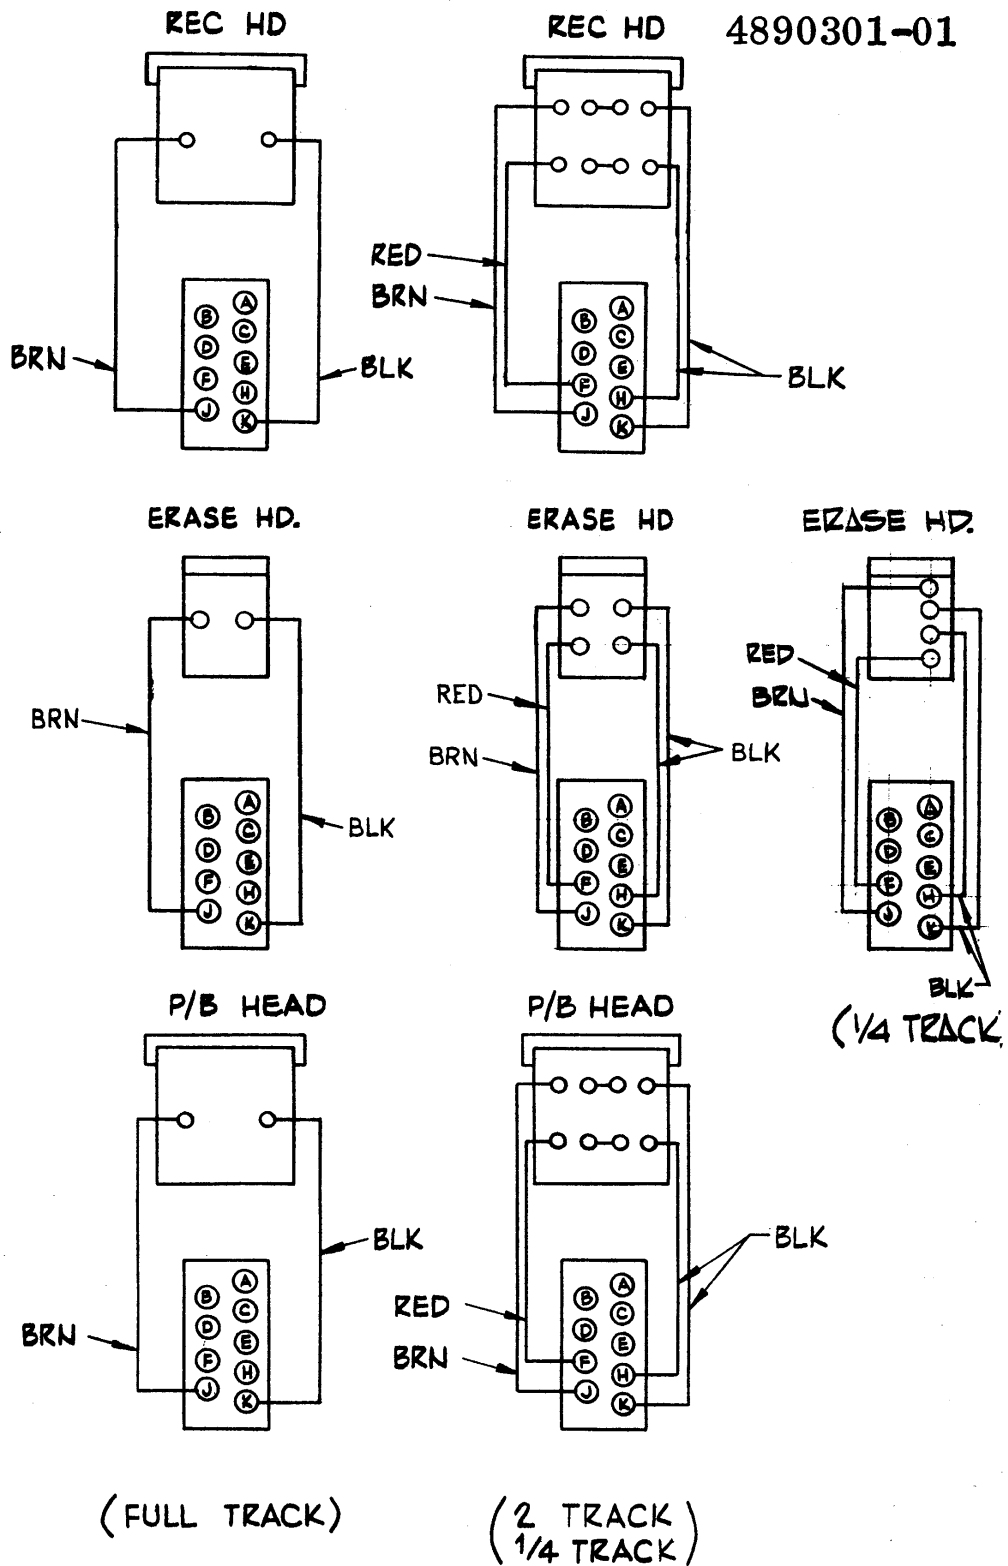 REC HD
REC HD
4890301-01
BRN
B
D
F
J
A
C
E
H
K
BLK
RED
BRN
B
D
F
J
A
C
E
H
K
BLK
ERASE HD.
ERASE HD
ERASE HD.
BRN
B
D
F
J
A
C
E
H
K
BLK
RED
BRN
B
D
F
J
A
C
E
H
K
BLK
RED
BRN
B
D
F
J
A
C
E
H
K
BLK
(1/4 TRACK
P/B HEAD
P/B HEAD
BRN
B
D
F
J
A
C
E
H
K
BLK
RED
BRN
B
D
F
J
A
C
E
H
K
BLK
(FULL TRACK)
(2 TRACK
1/4 TRACK)